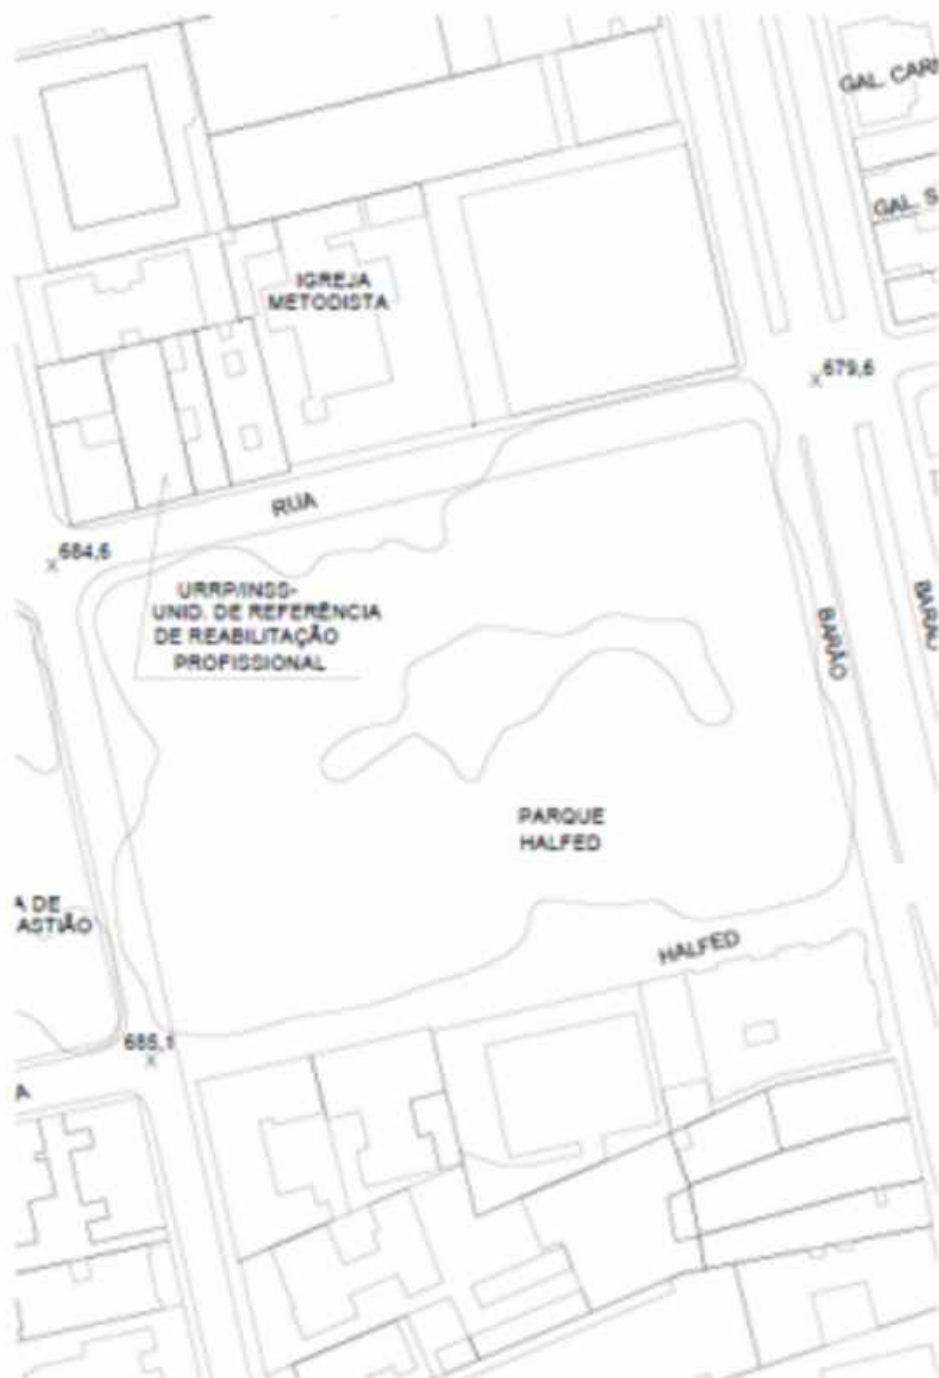 GAL. CAR
GAL. S
IGREJA
METODISTA
679,6
RUA
684,6
URRP/INSS-
UNID. DE REFERÊNCIA
DE REABILITAÇÃO
PROFISSIONAL
BARÃO
BARÃO
PARQUE
HALFED
A DE
ASTIÃO
HALFED
685,1
A